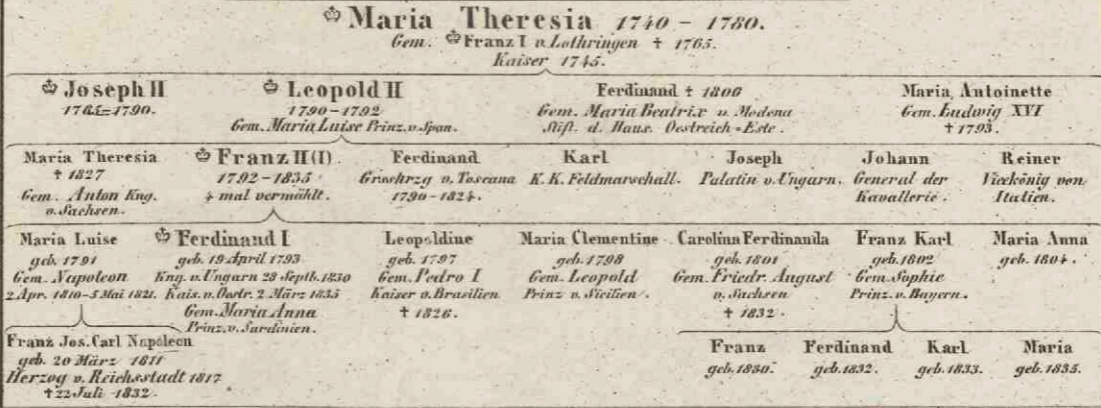 Maria Theresia 1740 – 1780.
Gem. Franz I v. Lothringen † 1765.
Kaiser 1745.
Joseph II
1765–1790.
Leopold II
1790–1792
Gem. Maria Luise Prinz. v. Span.
Ferdinand † 1806
Gem. Maria Beatrix v. Modena
Stift. d. Haus. Oestreich-Este.
Maria Antoinette
Gem. Ludwig XVI
† 1793.
Maria Theresia
† 1827
Gem. Anton Kng.
v. Sachsen.
Franz II (I)
1792–1835
4 mal vermählt.
Ferdinand
Groshrzg v. Toscana
1790–1824.
Karl
K. K. Feldmarschall.
Joseph
Palatin v. Ungarn.
Johann
General der
Kavallerie.
Reiner
Vicekönig von
Italien.
Maria Luise
geb. 1791
Gem. Napoleon
2 Apr. 1810–5 Mai 1821.
Ferdinand I
geb. 19 April 1793
Kng. v. Ungarn 28 Septb. 1830
Kais. v. Oestr. 2 März 1835
Gem. Maria Anna
Prinz. v. Sardinien.
Leopoldine
geb. 1797
Gem. Pedro I
Kaiser v. Brasilien
† 1826.
Maria Clementine
geb. 1798
Gem. Leopold
Prinz v. Sicilien.
Carolina Ferdinanda
geb. 1801
Gem. Friedr. August
v. Sachsen
† 1832.
Franz Karl
geb. 1802
Gem. Sophie
Prinz. v. Bayern.
Maria Anna
geb. 1804.
Franz Jos. Carl Napoleon
geb. 20 März 1811
Herzog v. Reichsstadt 1817
† 22 Juli 1832.
Franz
geb. 1830.
Ferdinand
geb. 1832.
Karl
geb. 1833.
Maria
geb. 1835.